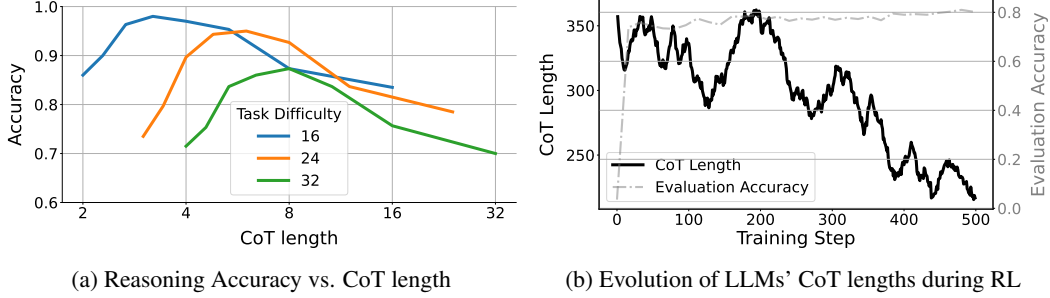 1.0
0.9
0.8
0.7
0.6
Accuracy
Task Difficulty
16
24
32
2
4
8
16
32
CoT length
(a) Reasoning Accuracy vs. CoT length
350
300
250
CoT Length
CoT Length
Evaluation Accuracy
0.8
0.6
0.4
0.2
0.0
Evaluation Accuracy
0
100
200
300
400
500
Training Step
(b) Evolution of LLMs' CoT lengths during RL